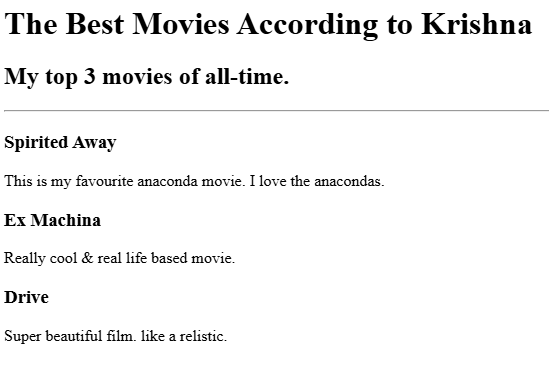 The Best Movies According to Krishna
My top 3 movies of all-time.
Spirited Away
This is my favourite anaconda movie. I love the anacondas.
Ex Machina
Really cool & real life based movie.
Drive
Super beautiful film. like a relistic.